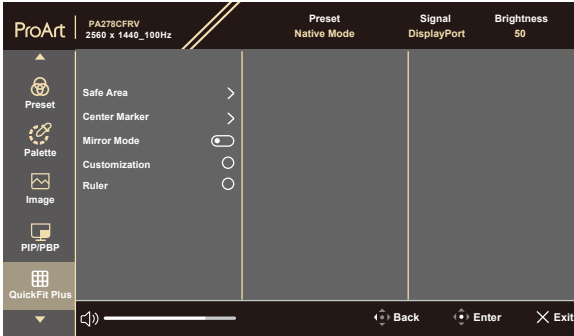 ProArt
PA278CFRV
2560 x 1440_100Hz
Preset
Native Mode
Signal
DisplayPort
Brightness
50
Preset
Palette
Image
PIP/PBP
QuickFit Plus
Safe Area
Center Marker
Mirror Mode
Customization
Ruler
Back
Enter
Exit